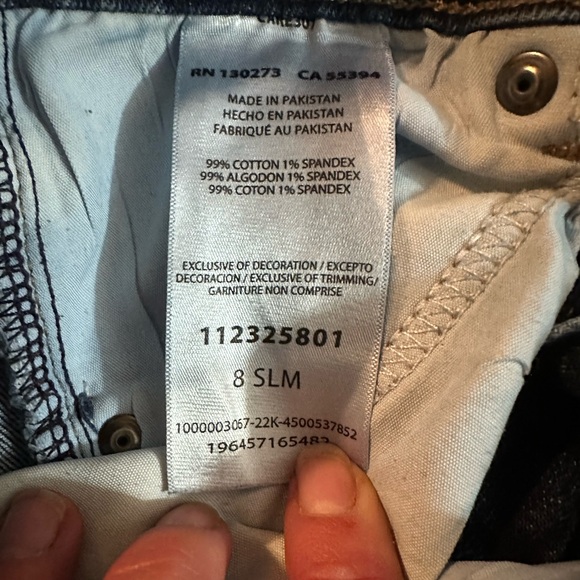 RN 130273 CA 55394
MADE IN PAKISTAN
HECHO EN PAKISTAN
FABRIQUÉ AU PAKISTAN
99% COTTON 1% SPANDEX
99% ALGODON 1% SPANDEX
99% COTON 1% SPANDEX
EXCLUSIVE OF DECORATION / EXCEPTO
DECORACION / EXCLUSIVE OF TRIMMING/
GARNITURE NON COMPRISE
112325801
8 SLM
1000003067-22K-4500537852